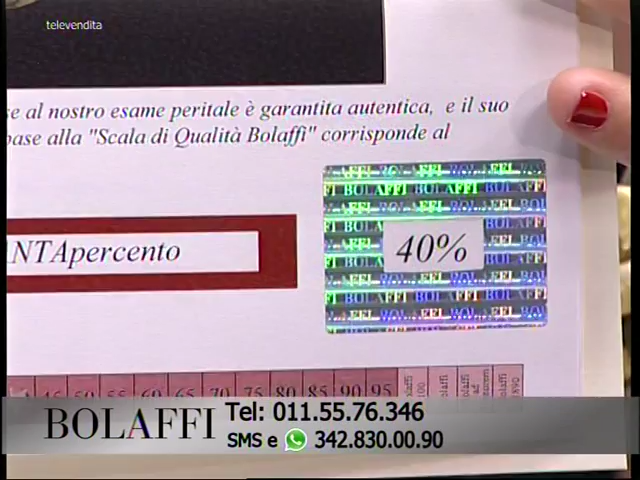 televendita
se al nostro esame peritale è garantita autentica, e il suo
base alla "Scala di Qualità Bolaffi" corrisponde al
BOLAFFI BOLAFFI BOLAFFI
40%
NTApercento
45 50 55 60 65 70 75 80 85 90 95
BOLAFFI
Tel: 011.55.76.346
SMS e 342.830.00.90